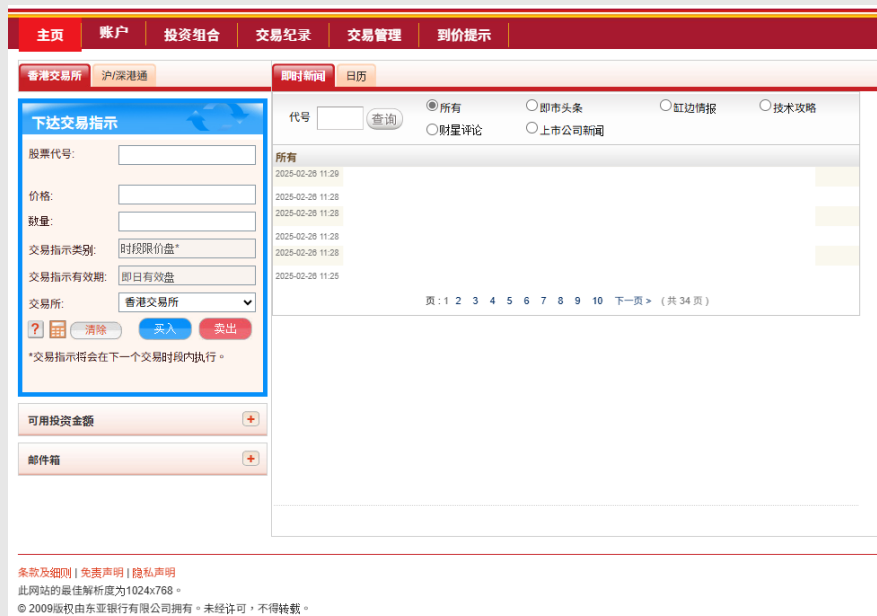 主页 账户 投资组合 交易纪录 交易管理 到价提示
香港交易所 沪/深港通
即时新闻 日历
下达交易指示
股票代号:
价格:
数量:
交易指示类别: 时段限价盘*
交易指示有效期: 即日有效盘
交易所: 香港交易所
? 清除 买入 卖出
*交易指示将会在下一个交易时段内执行。
可用投资金额 +
邮件箱 +
代号 查询
所有 即市头条 缸边情报 技术攻略
财星评论 上市公司新闻
所有
2025-02-26 11:29
2025-02-26 11:28
2025-02-26 11:28
2025-02-26 11:28
2025-02-26 11:28
2025-02-26 11:25
页:1 2 3 4 5 6 7 8 9 10 下一页 > (共 34 页)
条款及细则 | 免责声明 | 隐私声明
此网站的最佳解析度为1024x768。
© 2009版权由东亚银行有限公司拥有。未经许可,不得转载。